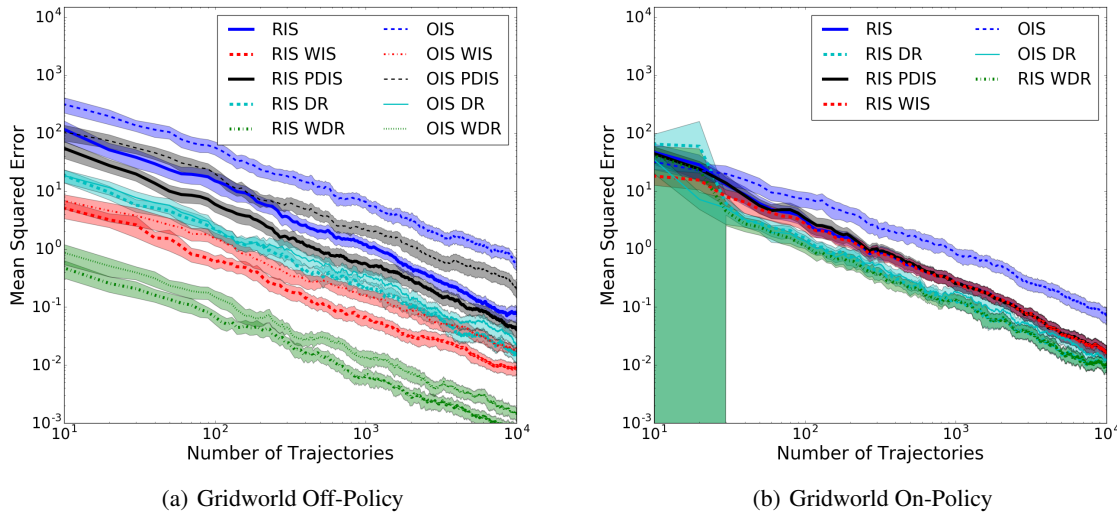 RIS
RIS WIS
RIS PDIS
RIS DR
RIS WDR
OIS
OIS WIS
OIS PDIS
OIS DR
OIS WDR
10^4
10^3
10^2
10^1
10^0
10^-1
10^-2
10^-3
Mean Squared Error
10^1 10^2 10^3 10^4
Number of Trajectories
(a) Gridworld Off-Policy
RIS
RIS DR
RIS PDIS
RIS WIS
OIS
OIS DR
RIS WDR
10^4
10^3
10^2
10^1
10^0
10^-1
10^-2
10^-3
Mean Squared Error
10^1 10^2 10^3 10^4
Number of Trajectories
(b) Gridworld On-Policy